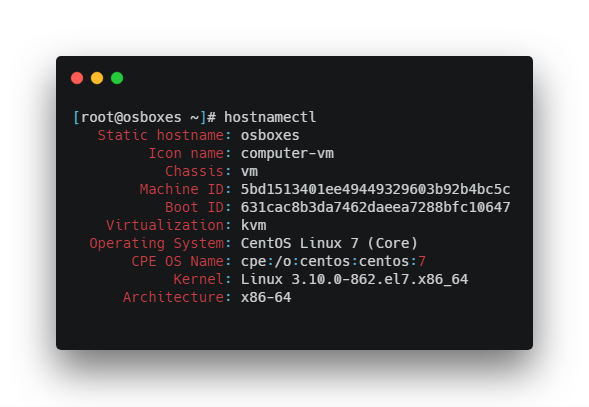 [root@osboxes ~]# hostnamectl
Static hostname: osboxes
Icon name: computer-vm
Chassis: vm
Machine ID: 5bd1513401ee49449329603b92b4bc5c
Boot ID: 631cac8b3da7462daeea7288bfc10647
Virtualization: kvm
Operating System: CentOS Linux 7 (Core)
CPE OS Name: cpe:/o:centos:centos:7
Kernel: Linux 3.10.0-862.el7.x86_64
Architecture: x86-64